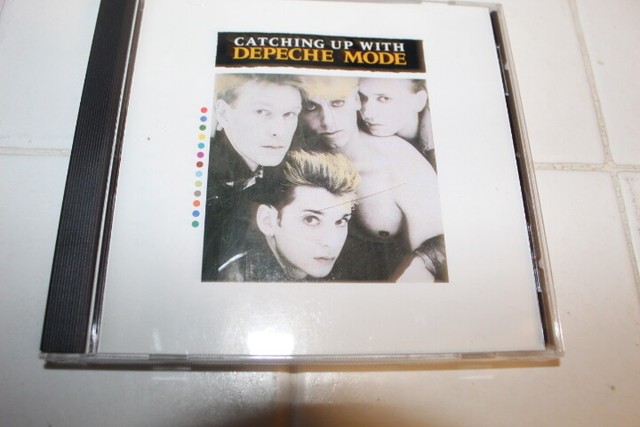 CATCHING UP WITH
DEPECHE MODE